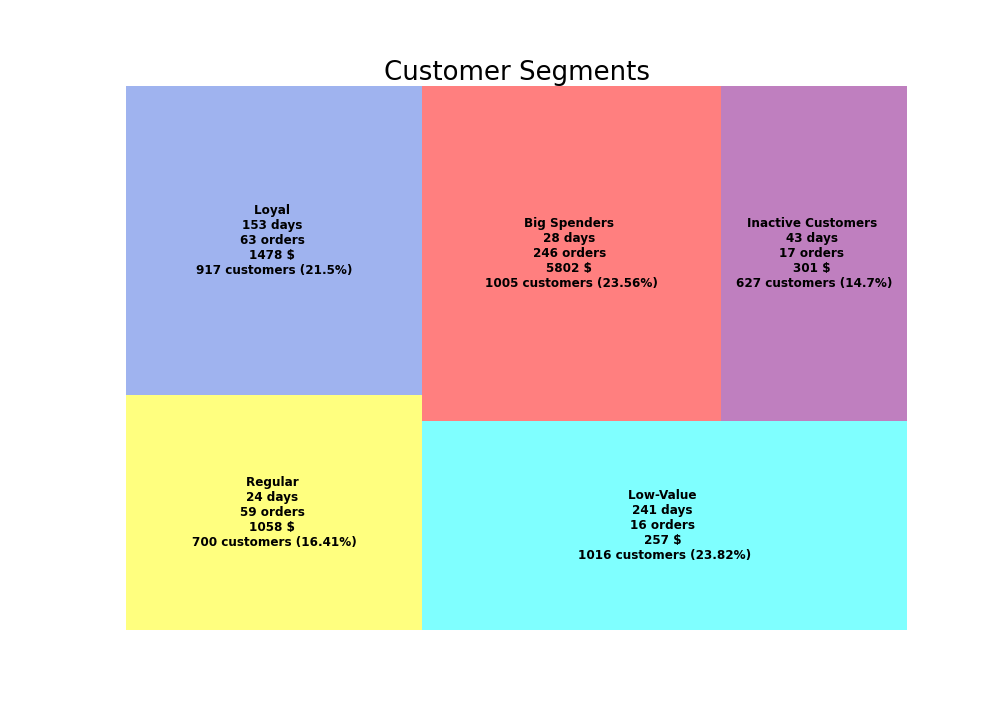 Customer Segments
Loyal
153 days
63 orders
1478 $
917 customers (21.5%)
Big Spenders
28 days
246 orders
5802 $
1005 customers (23.56%)
Inactive Customers
43 days
17 orders
301 $
627 customers (14.7%)
Regular
24 days
59 orders
1058 $
700 customers (16.41%)
Low-Value
241 days
16 orders
257 $
1016 customers (23.82%)